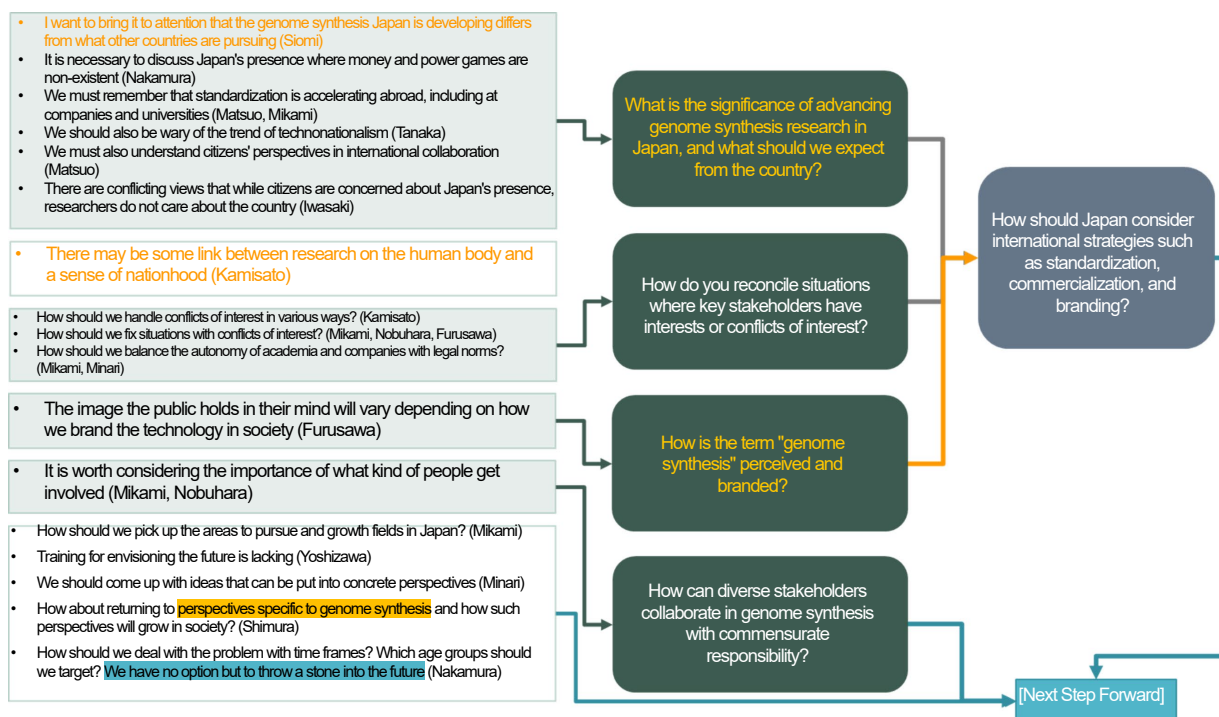 • I want to bring it to attention that the genome synthesis Japan is developing differs
from what other countries are pursuing (Siomi)
• It is necessary to discuss Japan's presence where money and power games are
non-existent (Nakamura)
• We must remember that standardization is accelerating abroad, including at
companies and universities (Matsuo, Mikami)
• We should also be wary of the trend of technonationalism (Tanaka)
• We must also understand citizens' perspectives in international collaboration
(Matsuo)
• There are conflicting views that while citizens are concerned about Japan's presence,
researchers do not care about the country (Iwasaki)
• There may be some link between research on the human body and
a sense of nationhood (Kamisato)
• How should we handle conflicts of interest in various ways? (Kamisato)
• How should we fix situations with conflicts of interest? (Mikami, Nobuhara, Furusawa)
• How should we balance the autonomy of academia and companies with legal norms?
(Mikami, Minari)
• The image the public holds in their mind will vary depending on how
we brand the technology in society (Furusawa)
• It is worth considering the importance of what kind of people get
involved (Mikami, Nobuhara)
• How should we pick up the areas to pursue and growth fields in Japan? (Mikami)
• Training for envisioning the future is lacking (Yoshizawa)
• We should come up with ideas that can be put into concrete perspectives (Minari)
• How about returning to perspectives specific to genome synthesis and how such
perspectives will grow in society? (Shimura)
• How should we deal with the problem with time frames? Which age groups should
we target? We have no option but to throw a stone into the future (Nakamura)
What is the significance of advancing
genome synthesis research in
Japan, and what should we expect
from the country?
How do you reconcile situations
where key stakeholders have
interests or conflicts of interest?
How is the term "genome
synthesis" perceived and
branded?
How can diverse stakeholders
collaborate in genome synthesis
with commensurate
responsibility?
How should Japan consider
international strategies such
as standardization,
commercialization, and
branding?
[Next Step Forward]